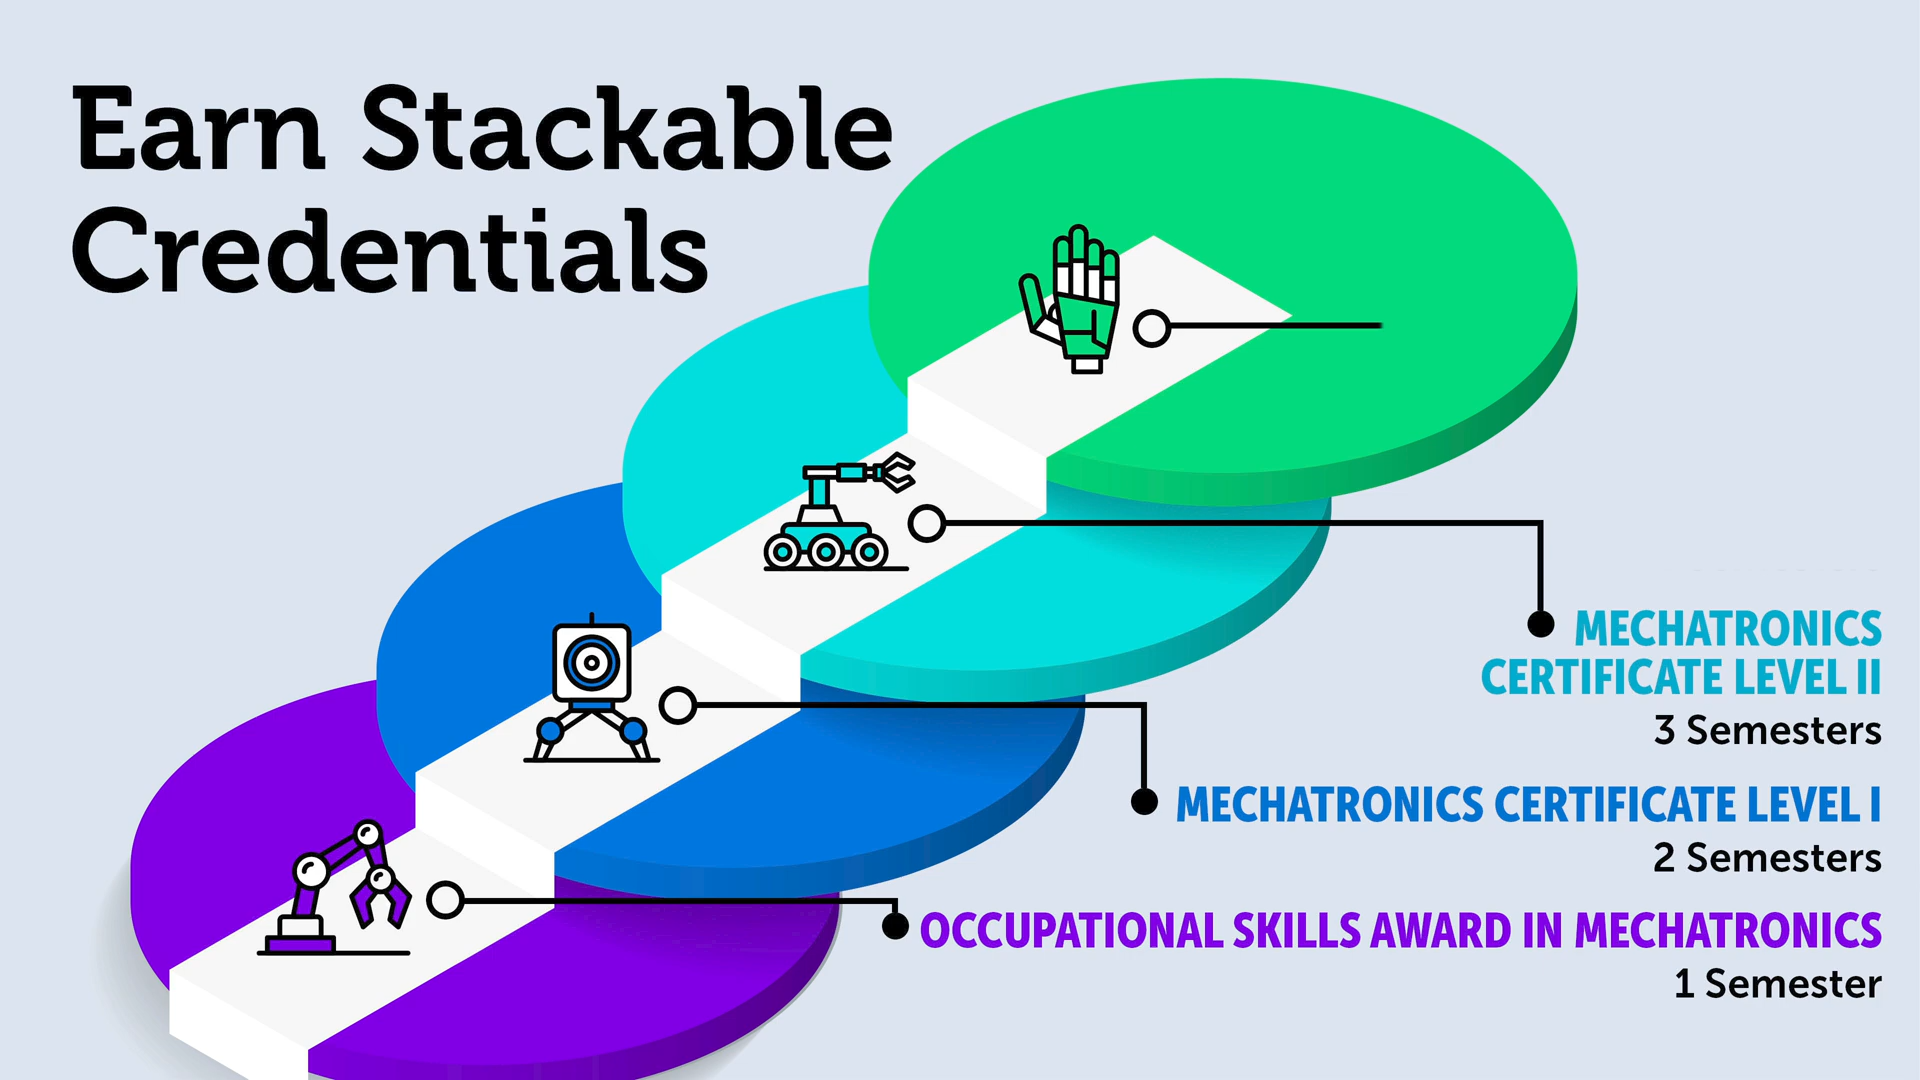 Earn Stackable
Credentials
MECHATRONICS
CERTIFICATE LEVEL II
3 Semesters
MECHATRONICS CERTIFICATE LEVEL I
2 Semesters
OCCUPATIONAL SKILLS AWARD IN MECHATRONICS
1 Semester